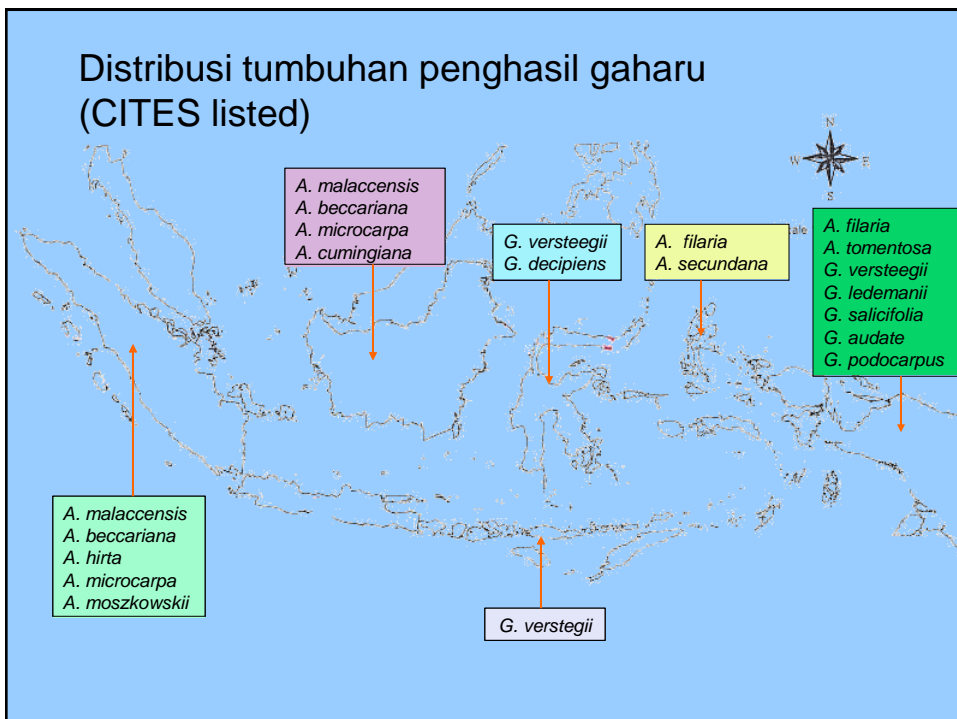 Distribusi tumbuhan penghasil gaharu
(CITES listed)
N
W
E
S
A. malaccensis
A. beccariana
A. microcarpa
A. cumingiana
G. versteegii
G. decipiens
A. filaria
A. secundana
A. filaria
A. tomentosa
G. versteegii
G. ledemanii
G. salicifolia
G. audate
G. podocarpus
A. malaccensis
A. beccariana
A. hirta
A. microcarpa
A. moszkowskii
G. verstegii